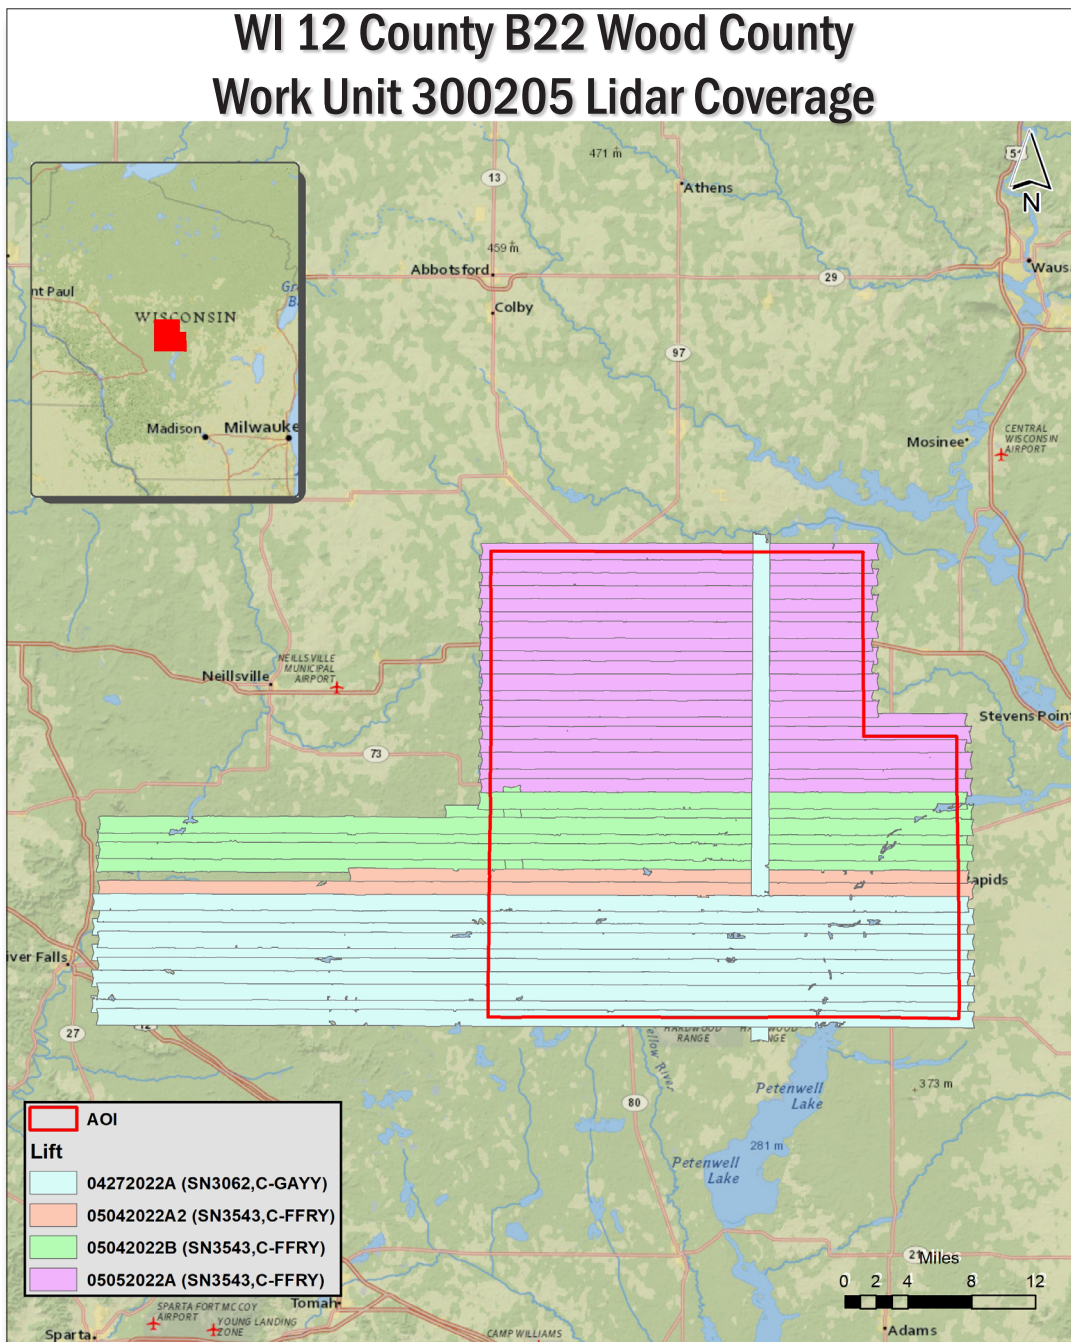 WI 12 County B22 Wood County
Work Unit 300205 Lidar Coverage
471 m
13
Athens
51
N
459 m
Abbotsford
29
Waus
nt Paul
WISCONSIN
Colby
97
Madison
Milwauke
Mosinee
CENTRAL
WISCONSIN
AIRPORT
NEILLSVILLE
MUNICIPAL
AIRPORT
Neillsville
Stevens Point
73
apids
iver Falls
27
12
HARDWOOD
RANGE
ellow River
80
Petenwell
Lake
373 m
281 m
Petenwell
Lake
AOI
Lift
04272022A (SN3062,C-GAYY)
05042022A2 (SN3543,C-FFRY)
05042022B (SN3543,C-FFRY)
05052022A (SN3543,C-FFRY)
21
Miles
0 2 4 8 12
Tomah
SPARTA FORT MC COY
AIRPORT
YOUNG LANDING
ZONE
Sparta
CAMP WILLIAMS
Adams